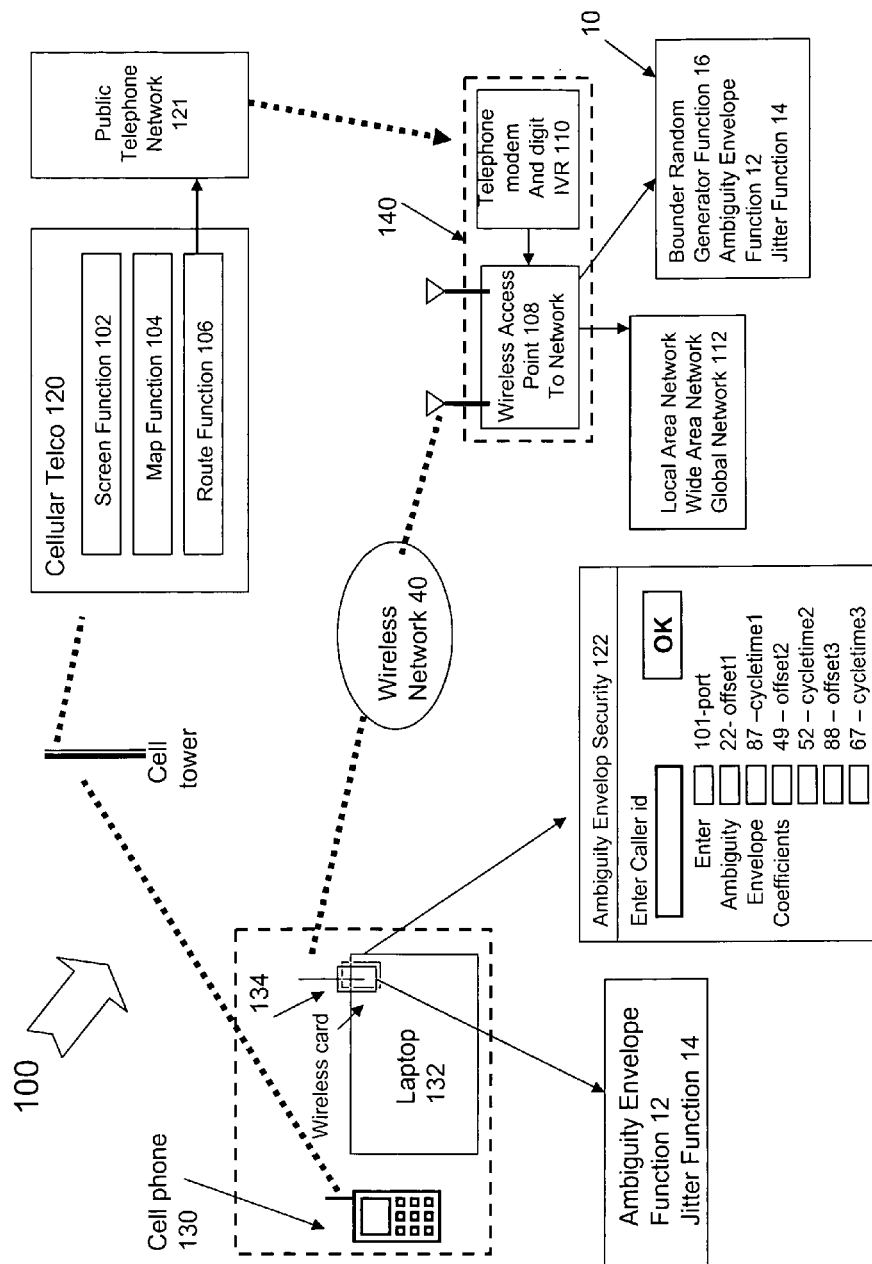 100
Cell phone
130
134
Wireless card
Laptop
132
Ambiguity Envelope
Function 12
Jitter Function 14
Cell
tower
Wireless
Network 40
Cellular Telco 120
Screen Function 102
Map Function 104
Route Function 106
Public
Telephone
Network
121
140
Telephone
modem
And digit
IVR 110
Wireless Access
Point 108
To Network
10
Bounder Random
Generator Function 16
Ambiguity Envelope
Function 12
Jitter Function 14
Local Area Network
Wide Area Network
Global Network 112
Ambiguity Envelop Security 122
Enter Caller id
OK
Enter 101-port
Ambiguity 22- offset1
Envelope 87 –cycletime1
Coefficients 49 – offset2
52 – cycletime2
88 – offset3
67 – cycletime3